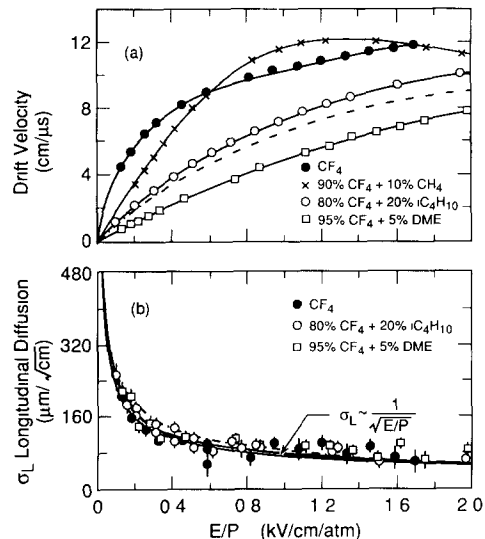 12
(a)
8
Drift Velocity
(cm/μs)
4
CF4
90% CF4 + 10% CH4
80% CF4 + 20% iC4H10
95% CF4 + 5% DME
0
480
(b)
CF4
80% CF4 + 20% iC4H10
95% CF4 + 5% DME
320
σL Longitudinal Diffusion
(μm/√cm)
σL ~ 1/√E/P
160
0
0 0 4 0 8 1 2 1 6 2 0
E/P (kV/cm/atm)